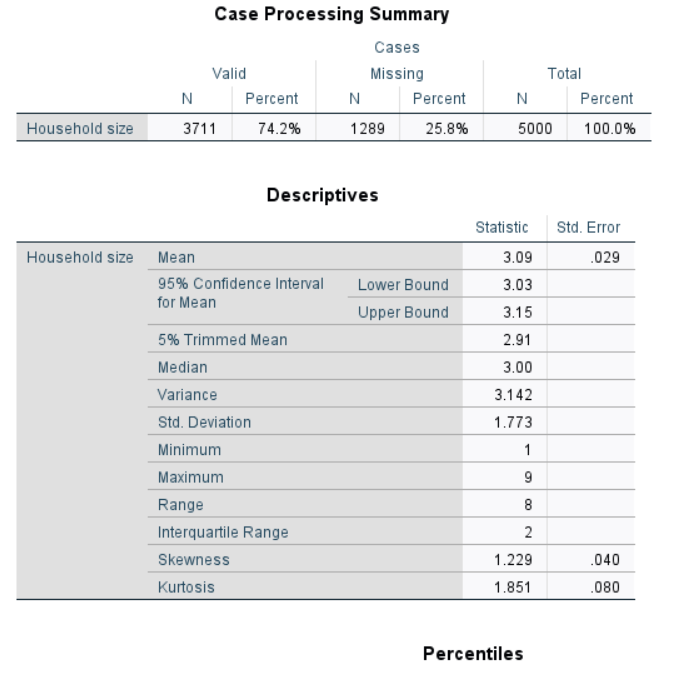 Case Processing Summary
Cases
Valid Missing Total
N Percent N Percent N Percent
Household size 3711 74.2% 1289 25.8% 5000 100.0%
Descriptives
Statistic Std. Error
Household size Mean 3.09 .029
95% Confidence Interval for Mean Lower Bound 3.03
Upper Bound 3.15
5% Trimmed Mean 2.91
Median 3.00
Variance 3.142
Std. Deviation 1.773
Minimum 1
Maximum 9
Range 8
Interquartile Range 2
Skewness 1.229 .040
Kurtosis 1.851 .080
Percentiles